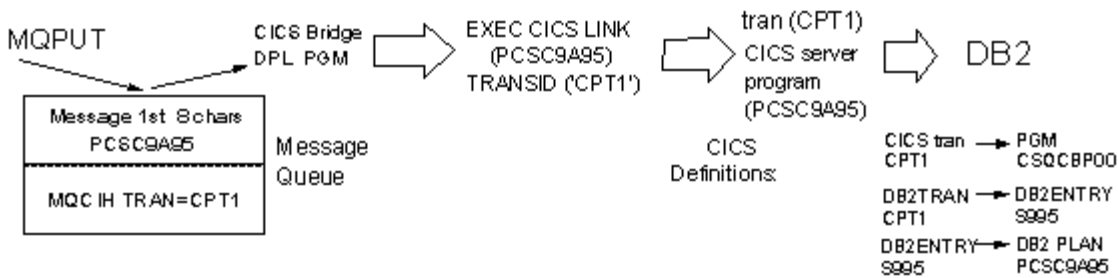 MQPUT
CICS Bridge
DPL PGM
EXEC CICS LINK
(PCSC9A95)
TRANSID ('CPT1')
tran (CPT1)
CICS server
program
(PCSC9A95)
DB2
Message 1st 8chars
PCSC9A95
MQCIH TRAN=CPT1
Message
Queue
CICS
Definitions:
CICS tran PGM
CPT1 CSQCBP00
DB2TRAN DB2ENTRY
CPT1 S995
DB2ENTRY DB2 PLAN
S995 PCSC9A95